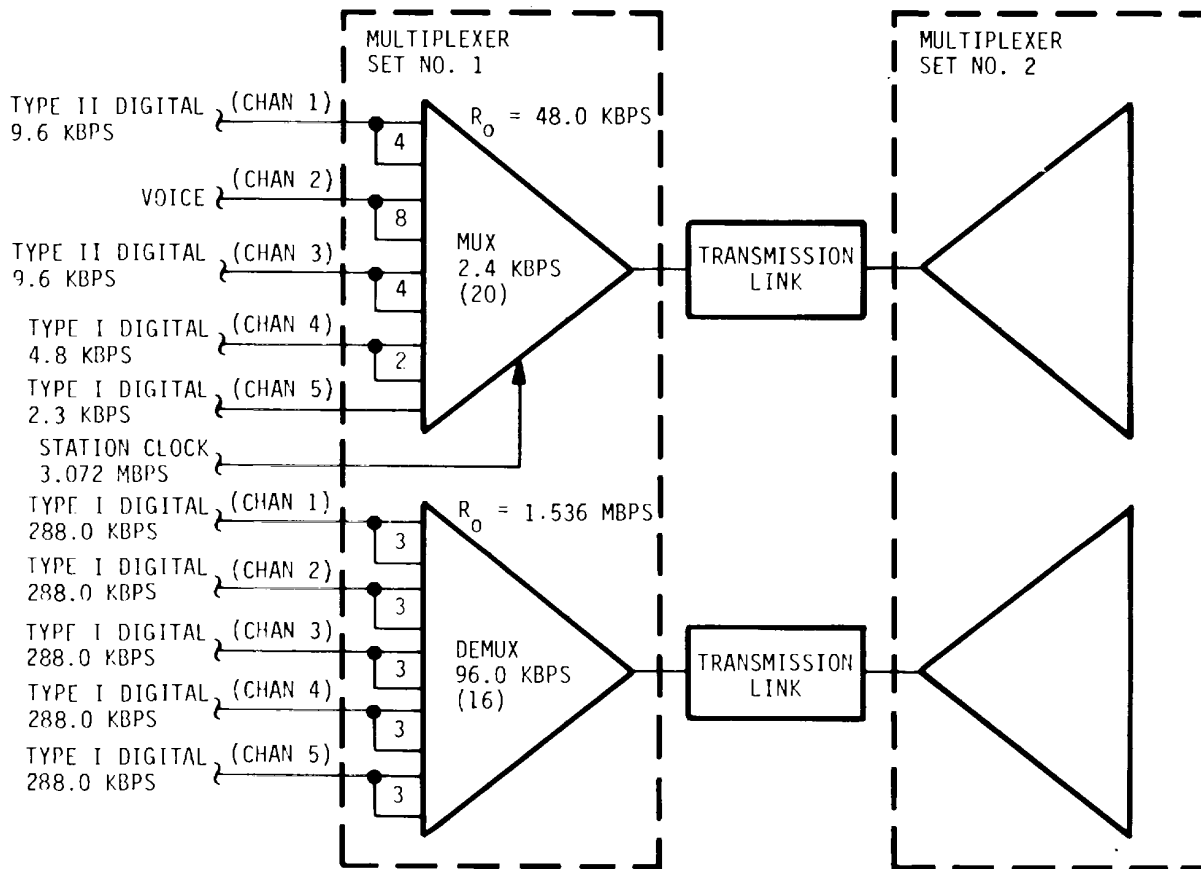 MULTIPLEXER
SET NO. 1
MULTIPLEXER
SET NO. 2
TYPE II DIGITAL (CHAN 1)
9.6 KBPS
4
R₀ = 48.0 KBPS
VOICE (CHAN 2)
8
TYPE II DIGITAL (CHAN 3)
9.6 KBPS
4
MUX
2.4 KBPS
(20)
TRANSMISSION
LINK
TYPE I DIGITAL (CHAN 4)
4.8 KBPS
2
TYPE I DIGITAL (CHAN 5)
2.3 KBPS
STATION CLOCK
3.072 MBPS
TYPE I DIGITAL (CHAN 1)
288.0 KBPS
3
R₀ = 1.536 MBPS
TYPE I DIGITAL (CHAN 2)
288.0 KBPS
3
TYPE I DIGITAL (CHAN 3)
288.0 KBPS
3
DEMUX
96.0 KBPS
(16)
TRANSMISSION
LINK
TYPE I DIGITAL (CHAN 4)
288.0 KBPS
3
TYPE I DIGITAL (CHAN 5)
288.0 KBPS
3